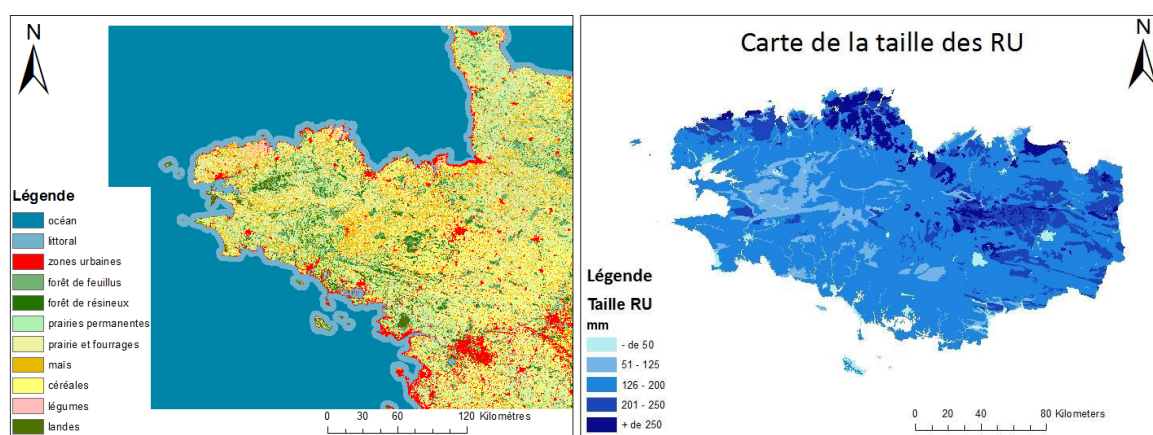 N
Légende
océan
littoral
zones urbaines
forêt de feuillus
forêt de résineux
prairies permanentes
prairie et fourrages
maïs
céréales
légumes
landes
0 30 60 120 Kilomètres
Carte de la taille des RU
N
Légende
Taille RU
mm
- de 50
51 - 125
126 - 200
201 - 250
+ de 250
0 20 40 80 Kilometers